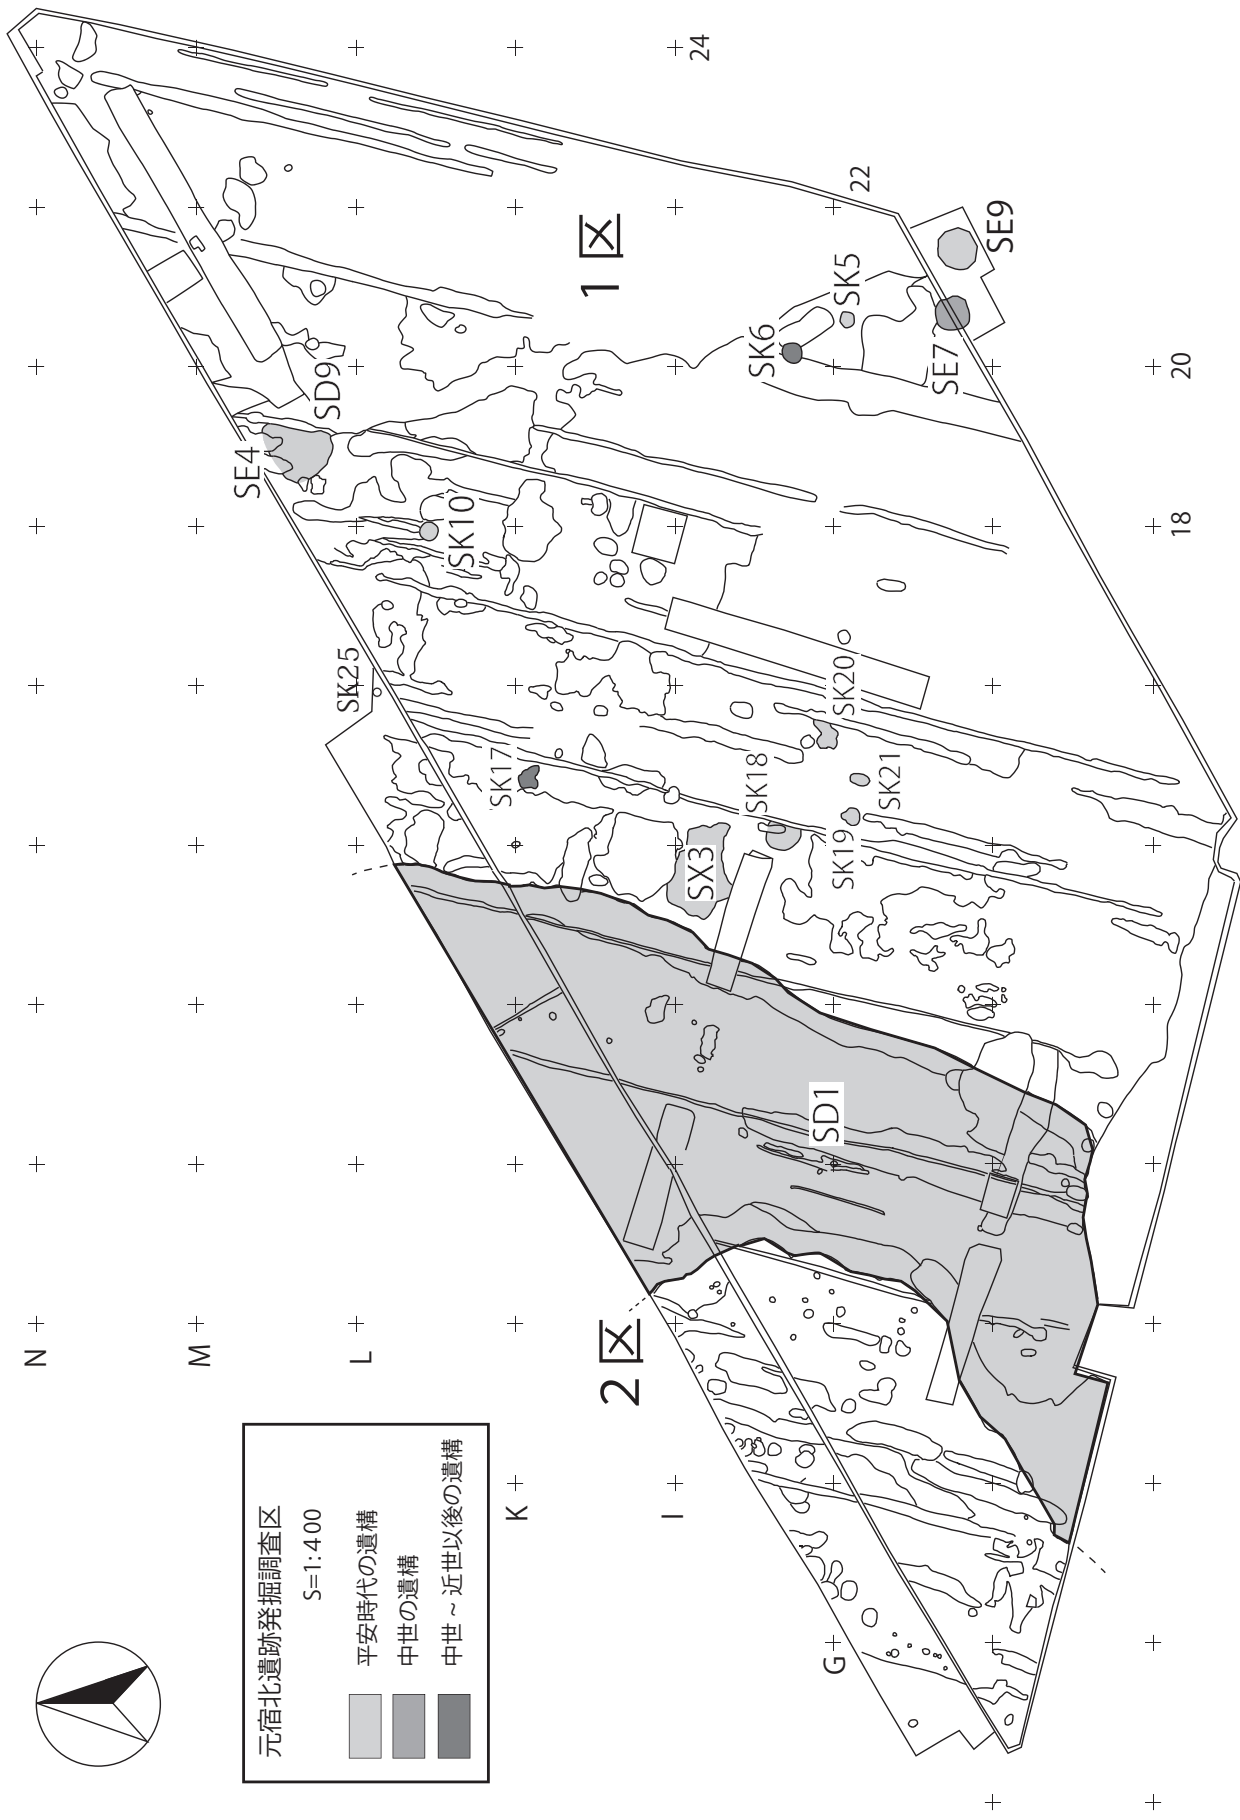 元宿北遺跡発掘調査区
S=1:400
平安時代の遺構
中世の遺構
中世～近世以後の遺構
N
M
L
K
I
G
24
22
20
18
1区
2区
SE4
SD9
SK10
SK25
SK17
SX3
SK18
SK19
SK20
SK21
SK6
SK5
SE7
SE9
SD1